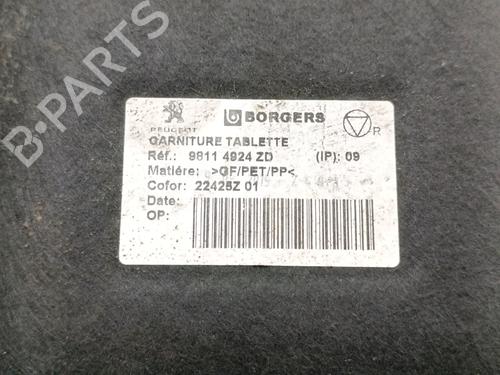 B-PARTS
PEUGEOT
BORGERS
R
GARNITURE TABLETTE
Réf.: 9811 4924 ZD (IP): 09
Matiére: >GF/PET/PP<
Cofor: 22425Z 01
Date:
OP: